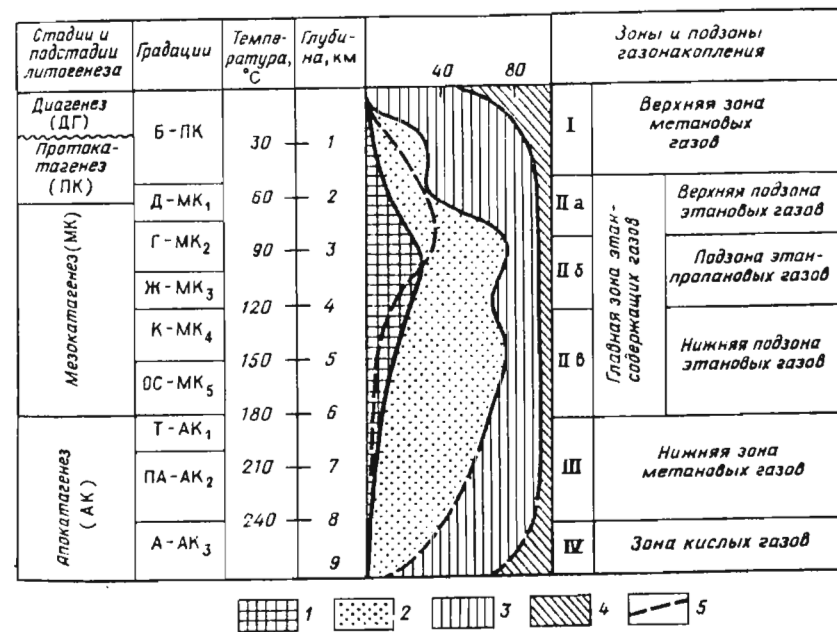 Стадии и
подстадии
литогенеза
Градации
Темпе-
ратура,
°С
Глуби-
на, км
40 80
Зоны и подзоны
газонакопления
Диагенез
(ДГ)
Протока-
тагенез
(ПК)
Мезокатагенез (МК)
Апокатагенез
(АК)
Б-ПК
Д-МК₁
Г-МК₂
Ж-МК₃
К-МК₄
ОС-МК₅
Т-АК₁
ПА-АК₂
А-АК₃
30
60
90
120
150
180
210
240
1
2
3
4
5
6
7
8
9
I
II а
II б
II в
III
IV
Верхняя зона
метановых
газов
Главная зона этан-
содержащих газов
Верхняя подзона
этановых газов
Подзона этан-
пропановых газов
Нижняя подзона
этановых газов
Нижняя зона
метановых газов
Зона кислых газов
1 2 3 4 5